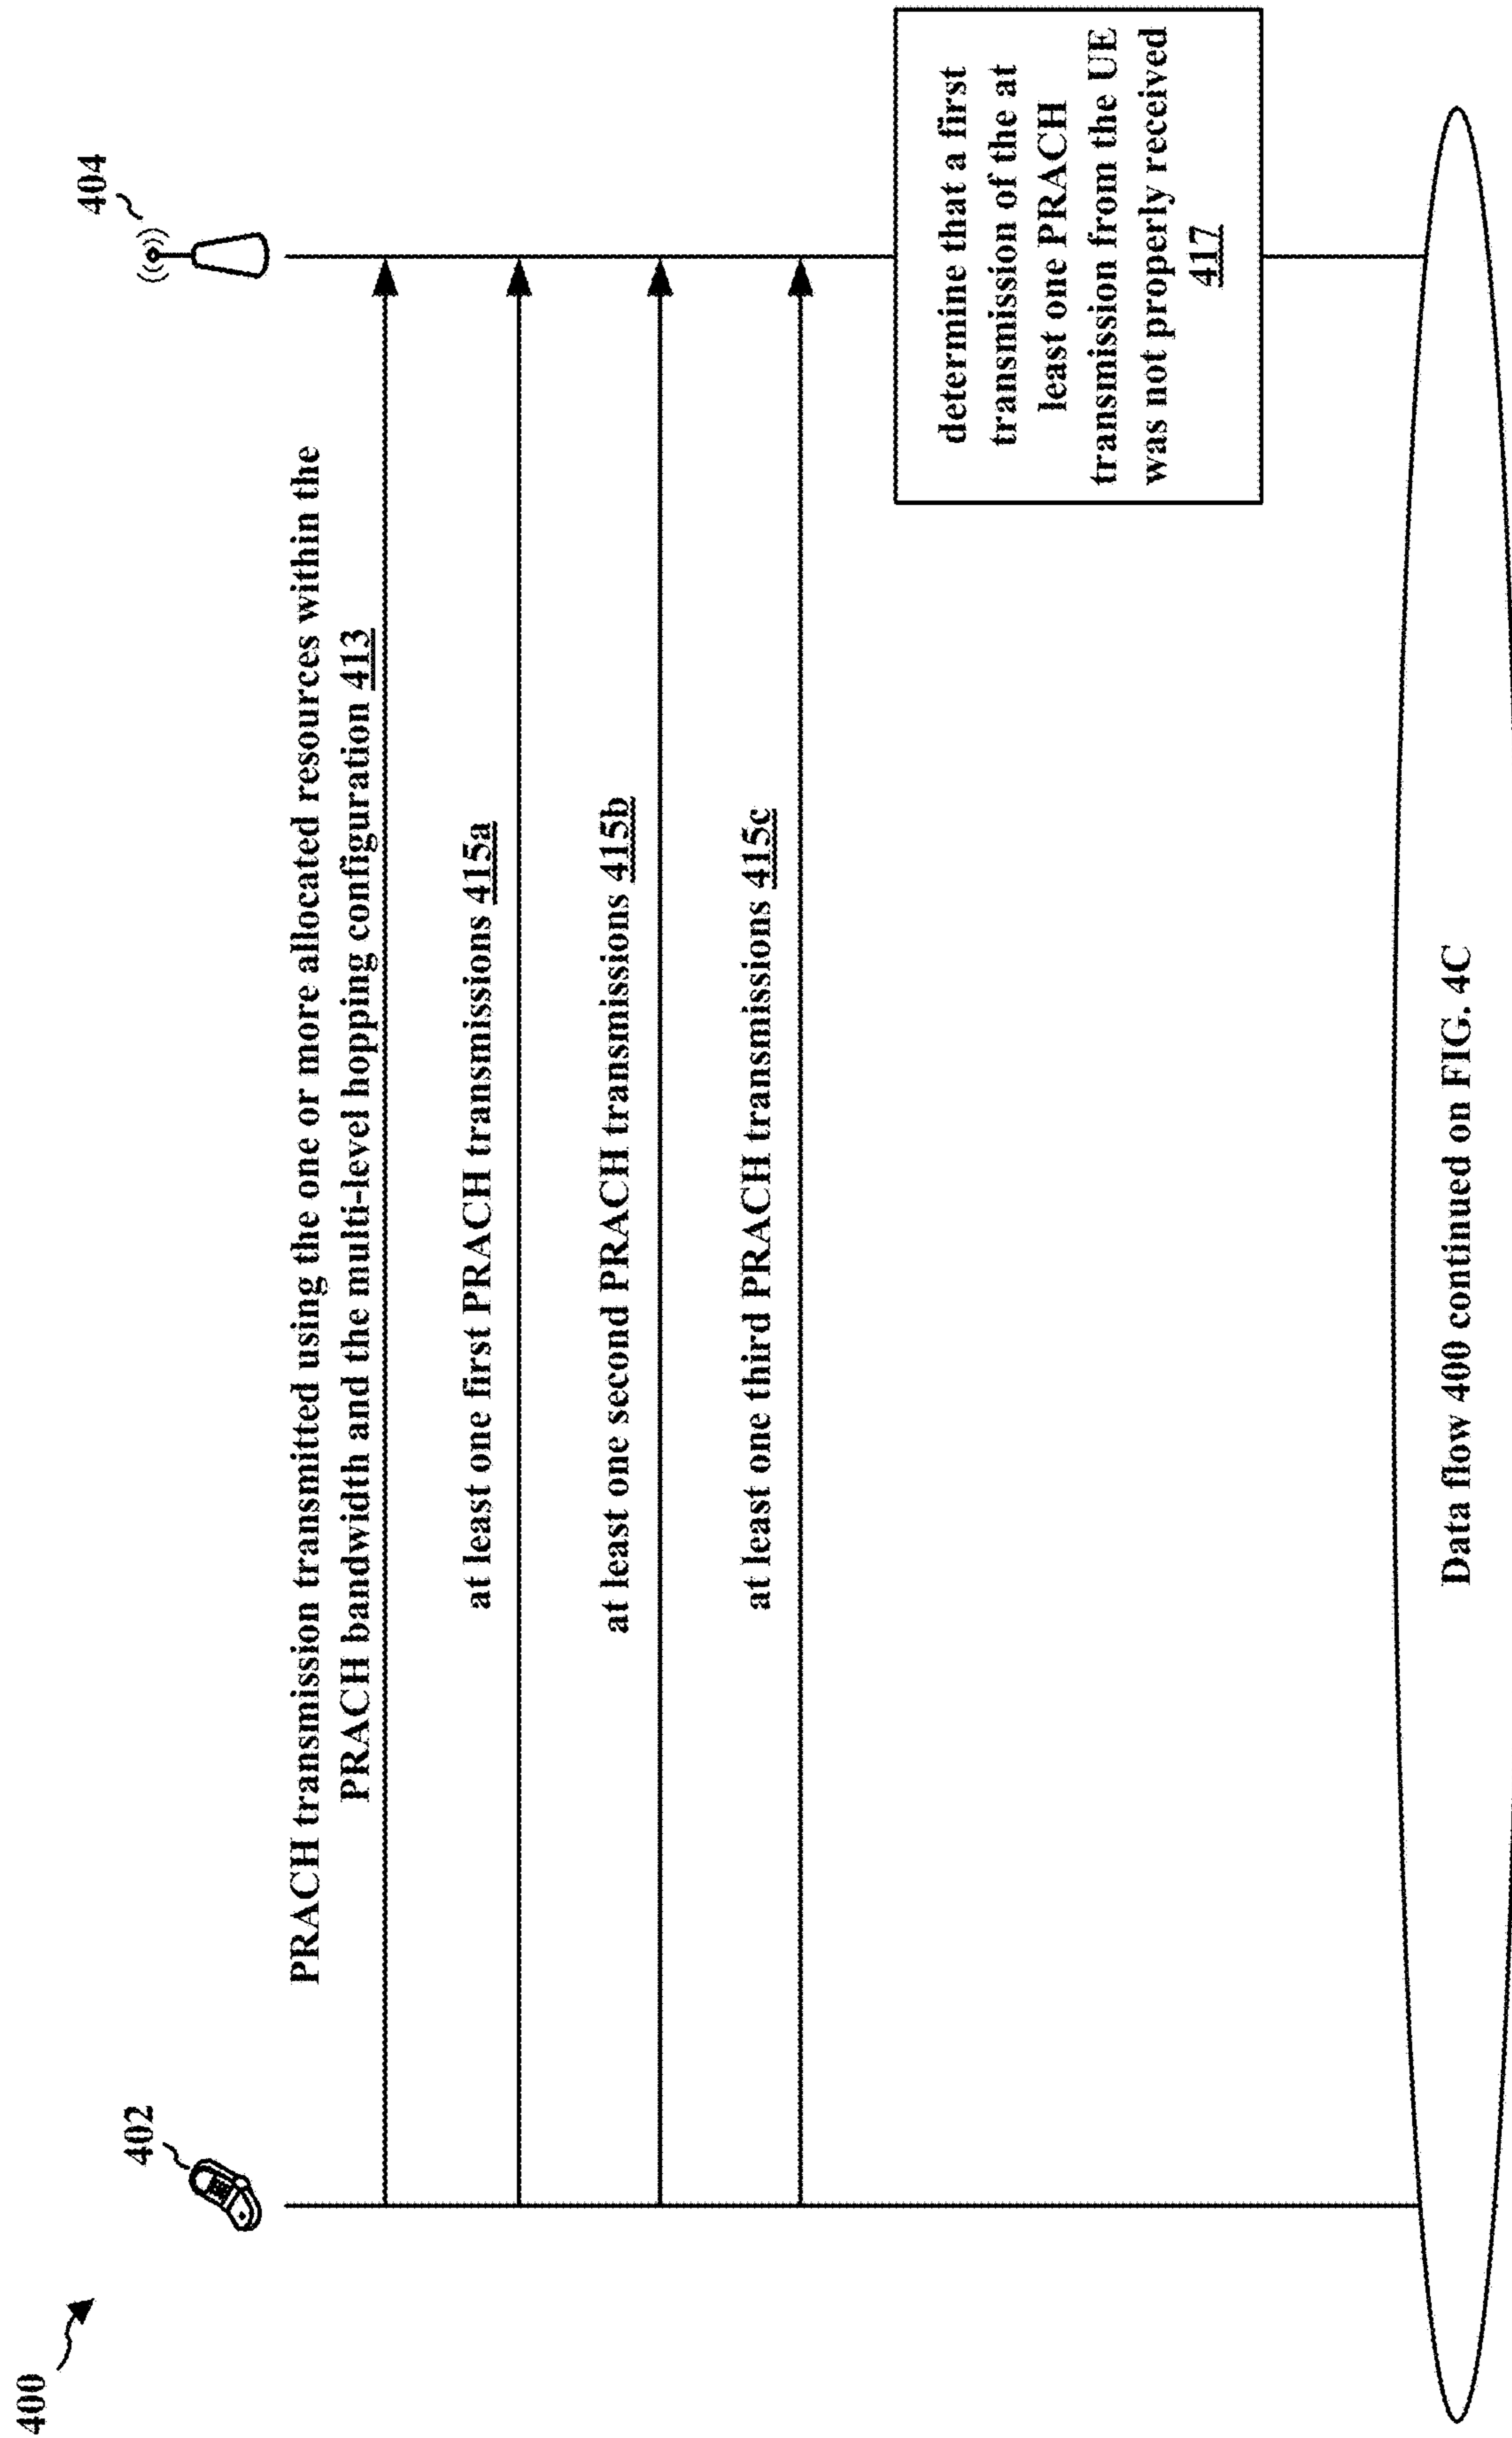 400
402
404
PRACH transmission transmitted using the one or more allocated resources within the
PRACH bandwidth and the multi-level hopping configuration 413
at least one first PRACH transmissions 415a
at least one second PRACH transmissions 415b
at least one third PRACH transmissions 415c
determine that a first
transmission of the at
least one PRACH
transmission from the UE
was not properly received
417
Data flow 400 continued on FIG. 4C